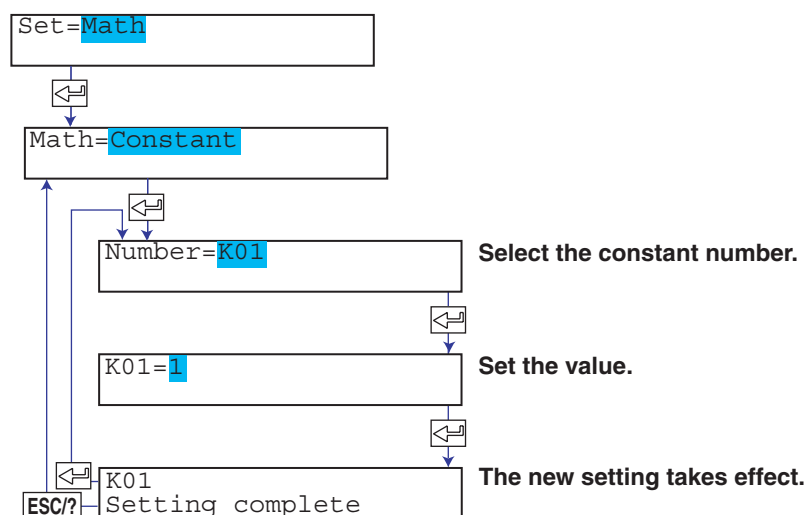 Set=Math
Math=Constant
Number=K01
Select the constant number.
K01=1
Set the value.
K01
The new setting takes effect.
ESC/?
Setting complete